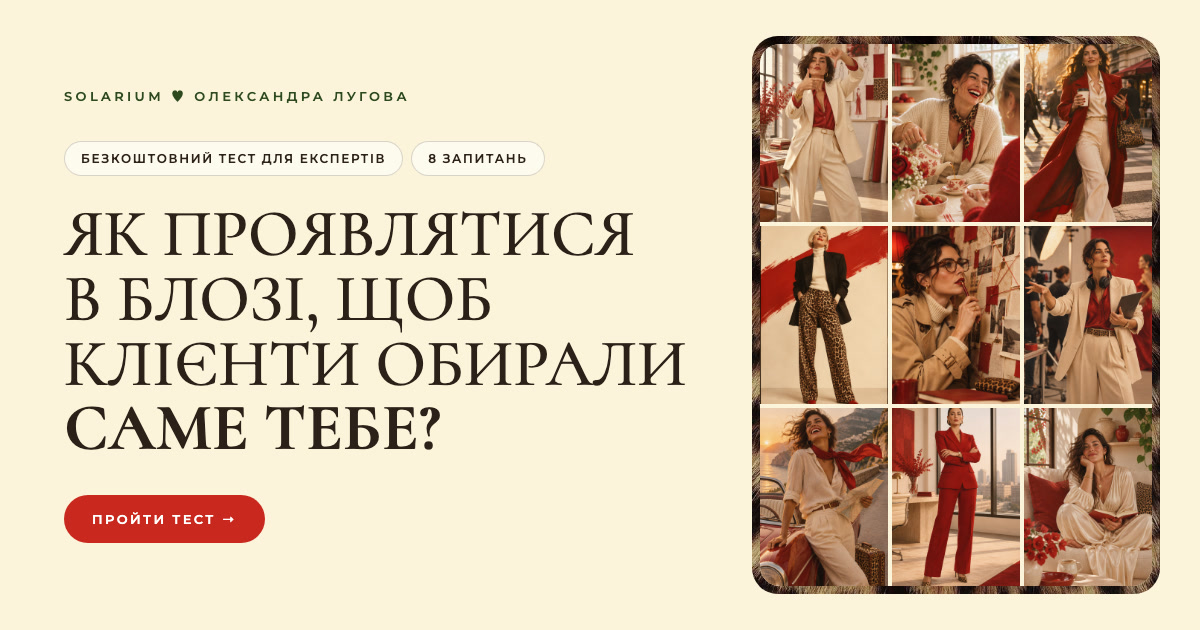 SOLARIUM ♥ ОЛЕКСАНДРА ЛУГОВА
БЕЗКОШТОВНИЙ ТЕСТ ДЛЯ ЕКСПЕРТІВ
8 ЗАПИТАНЬ
ЯК ПРОЯВЛЯТИСЯ
В БЛОЗІ, ЩОБ
КЛІЄНТИ ОБИРАЛИ
САМЕ ТЕБЕ?
ПРОЙТИ ТЕСТ →